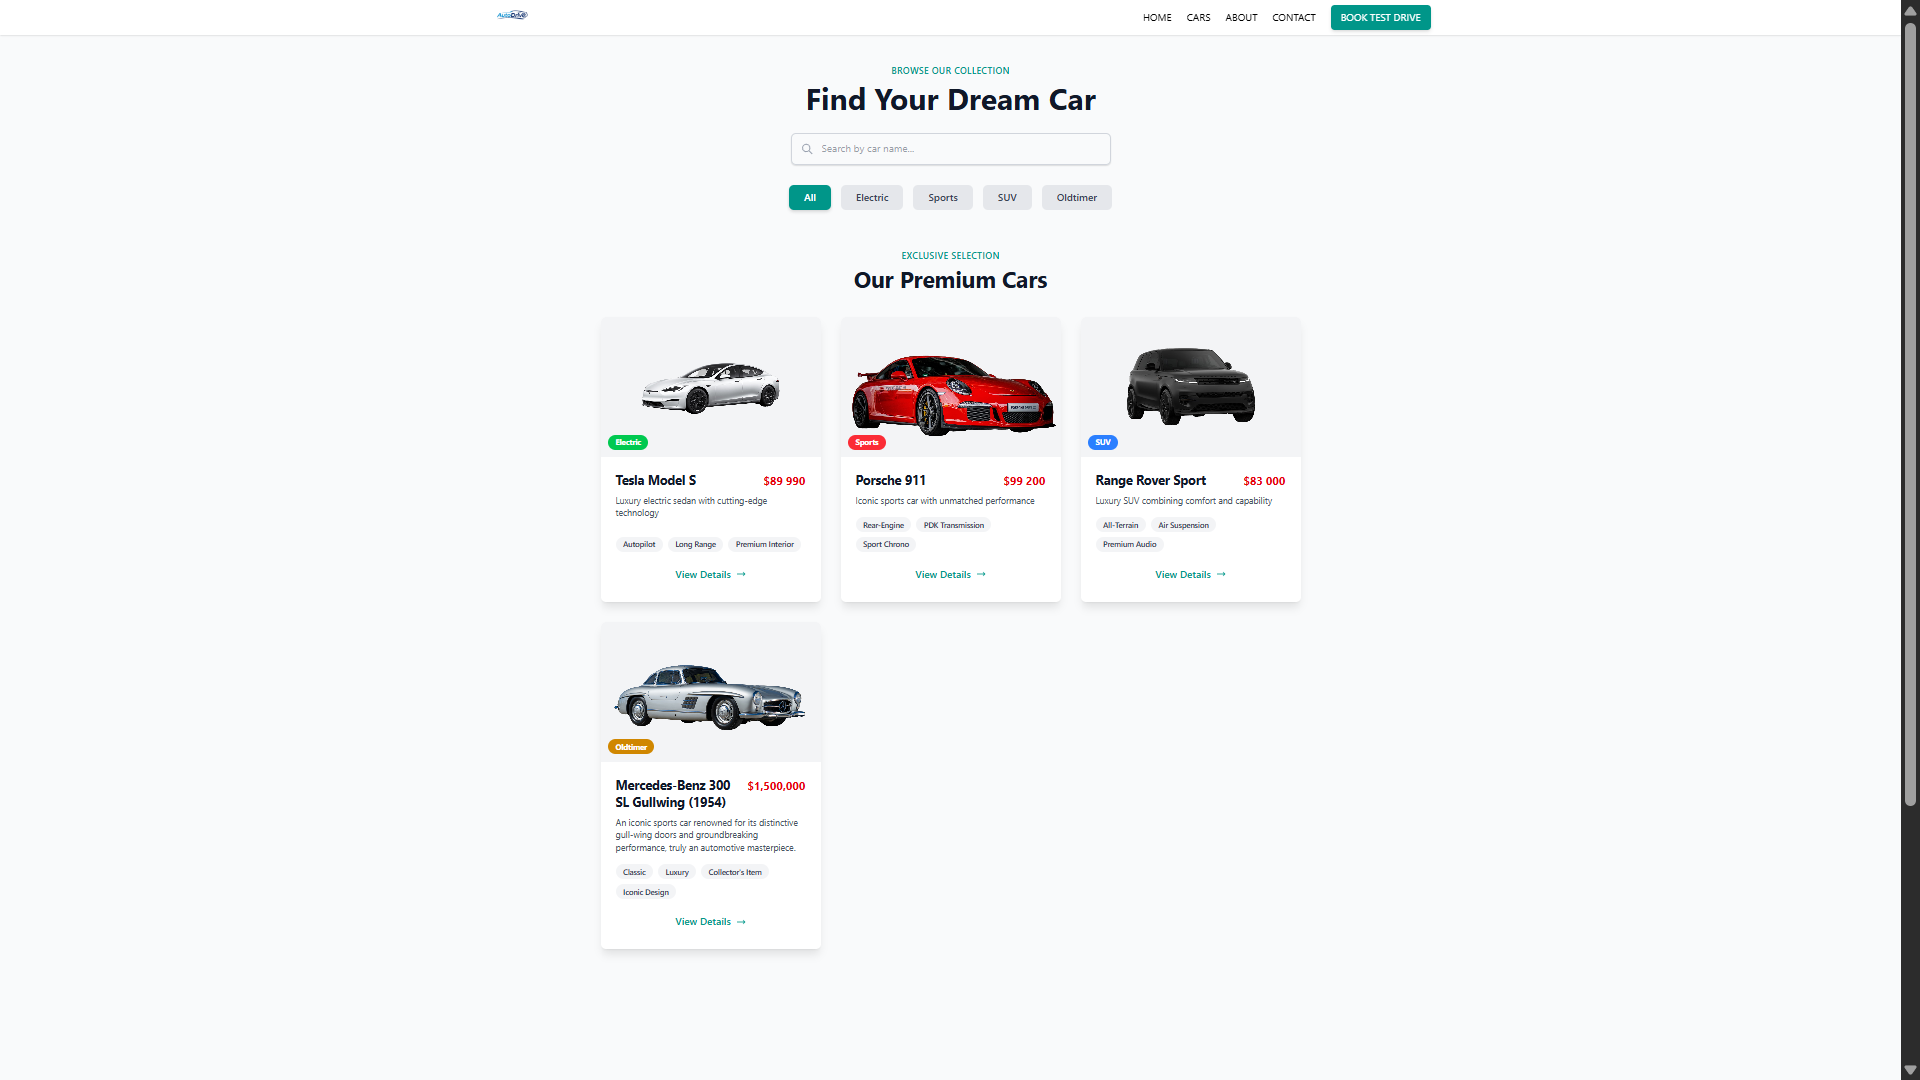 AutoDrive
HOME CARS ABOUT CONTACT BOOK TEST DRIVE
BROWSE OUR COLLECTION
Find Your Dream Car
Search by car name...
All Electric Sports SUV Oldtimer
EXCLUSIVE SELECTION
Our Premium Cars
Electric
Tesla Model S $89 990
Luxury electric sedan with cutting-edge
technology
Autopilot Long Range Premium Interior
View Details →
Sports
Porsche 911 $99 200
Iconic sports car with unmatched performance
Rear-Engine PDK Transmission
Sport Chrono
View Details →
SUV
Range Rover Sport $83 000
Luxury SUV combining comfort and capability
All-Terrain Air Suspension
Premium Audio
View Details →
Oldtimer
Mercedes-Benz 300 $1,500,000
SL Gullwing (1954)
An iconic sports car renowned for its distinctive
gull-wing doors and groundbreaking
performance, truly an automotive masterpiece.
Classic Luxury Collector's Item
Iconic Design
View Details →